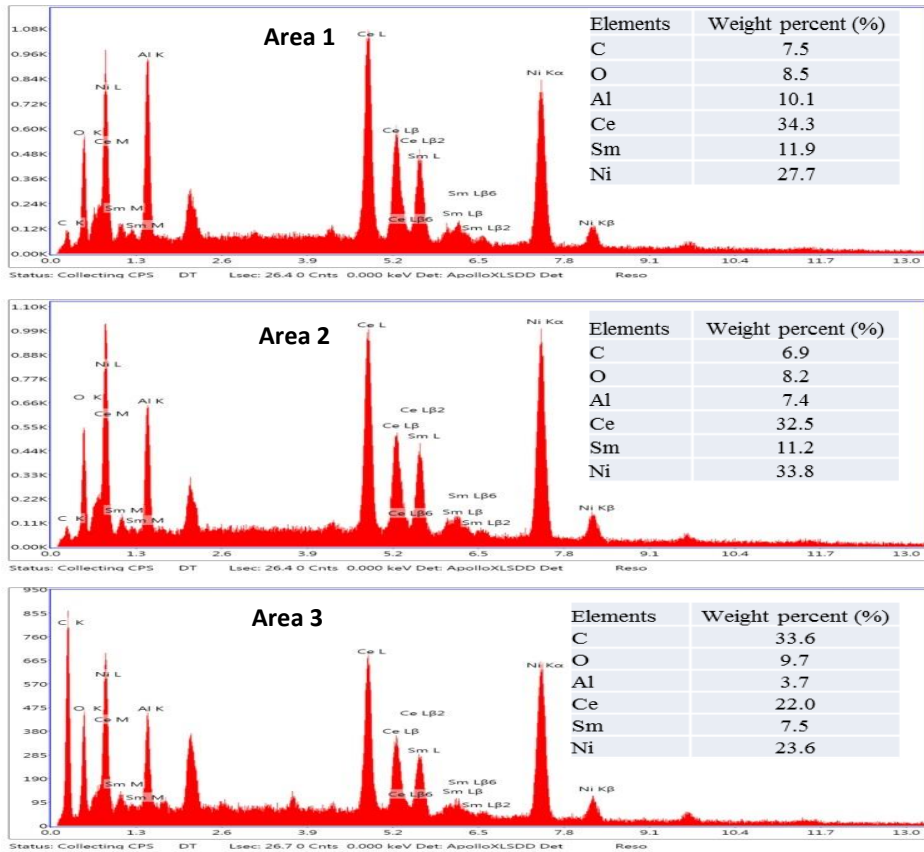 Area 1
1.08K
0.96K
0.84K
0.72K
0.60K
0.48K
0.36K
0.24K
0.12K
0.00K
C K
O K
Ni L
Ce M
Sm M
Sm M
Al K
Ce L
Ce Lβ
Ce Lβ2
Sm L
Ce Lβ6
Sm Lβ6
Sm Lβ
Sm Lβ2
Ni Kα
Ni Kβ
0.0 1.3 2.6 3.9 5.2 6.5 7.8 9.1 10.4 11.7 13.0
Elements Weight percent (%)
C 7.5
O 8.5
Al 10.1
Ce 34.3
Sm 11.9
Ni 27.7
Status: Collecting CPS DT Lsec: 26.4 0 Cnts 0.000 keV Det: ApolloXLSDD Det Reso
Area 2
1.10K
0.99K
0.88K
0.77K
0.66K
0.55K
0.44K
0.33K
0.22K
0.11K
0.00K
C K
O K
Ni L
Ce M
Sm M
Sm M
Al K
Ce L
Ce Lβ2
Ce Lβ
Sm L
Ce Lβ6
Sm Lβ6
Sm Lβ
Sm Lβ2
Ni Kα
Ni Kβ
0.0 1.3 2.6 3.9 5.2 6.5 7.8 9.1 10.4 11.7 13.0
Elements Weight percent (%)
C 6.9
O 8.2
Al 7.4
Ce 32.5
Sm 11.2
Ni 33.8
Status: Collecting CPS DT Lsec: 26.4 0 Cnts 0.000 keV Det: ApolloXLSDD Det Reso
Area 3
950
855
760
665
570
475
380
285
190
95
0
C K
O K
Ni L
Ce M
Sm M
Sm M
Al K
Ce L
Ce Lβ2
Ce Lβ
Sm L
Ce Lβ6
Sm Lβ6
Sm Lβ
Sm Lβ2
Ni Kα
Ni Kβ
0.0 1.3 2.6 3.9 5.2 6.5 7.8 9.1 10.4 11.7 13.0
Elements Weight percent (%)
C 33.6
O 9.7
Al 3.7
Ce 22.0
Sm 7.5
Ni 23.6
Status: Collecting CPS DT Lsec: 26.7 0 Cnts 0.000 keV Det: ApolloXLSDD Det Reso